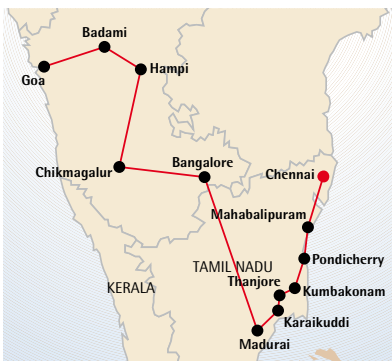 Badami
Goa
Hampi
Chikmagalur
Bangalore
Chennai
Mahabalipuram
Pondicherry
TAMIL NADU
Thanjore
KERALA
Kumbakonam
Karaikuddi
Madurai